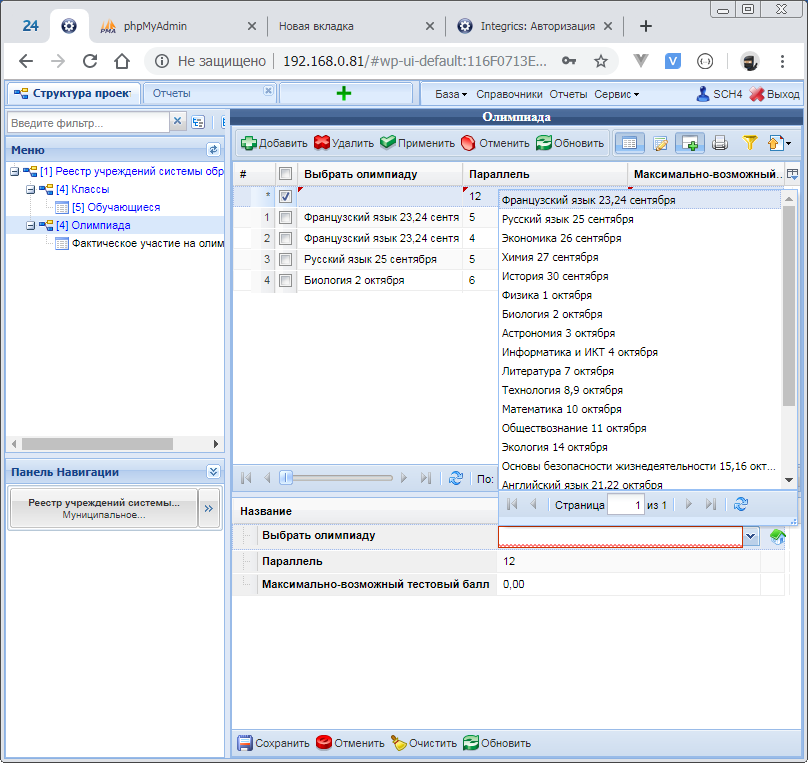 24 phpMyAdmin Новая вкладка Integrics: Авторизация
Не защищено 192.168.0.81/#wp-ui-default:116F0713E...
Структура проек Отчеты База Справочники Отчеты Сервис SCH4 Выход
Введите фильтр...
Олимпиада
Меню
Добавить Удалить Применить Отменить Обновить
[1] Реестр учреждений системы обр
[4] Классы
[5] Обучающиеся
[4] Олимпиада
Фактическое участие на олим
# Выбрать олимпиаду Параллель Максимально-возможный...
* 12
1 Французский язык 23,24 сентя 5
2 Французский язык 23,24 сентя 4
3 Русский язык 25 сентября 5
4 Биология 2 октября 6
Французский язык 23,24 сентября
Русский язык 25 сентября
Экономика 26 сентября
Химия 27 сентября
История 30 сентября
Физика 1 октября
Биология 2 октября
Астрономия 3 октября
Информатика и ИКТ 4 октября
Литература 7 октября
Технология 8,9 октября
Математика 10 октября
Обществознание 11 октября
Экология 14 октября
Основы безопасности жизнедеятельности 15,16 окт...
Английский язык 21,22 октября
Страница 1 из 1
По:
Панель Навигации
Реестр учреждений системы...
Муниципальное...
Название
Выбрать олимпиаду
Параллель 12
Максимально-возможный тестовый балл 0,00
Сохранить Отменить Очистить Обновить